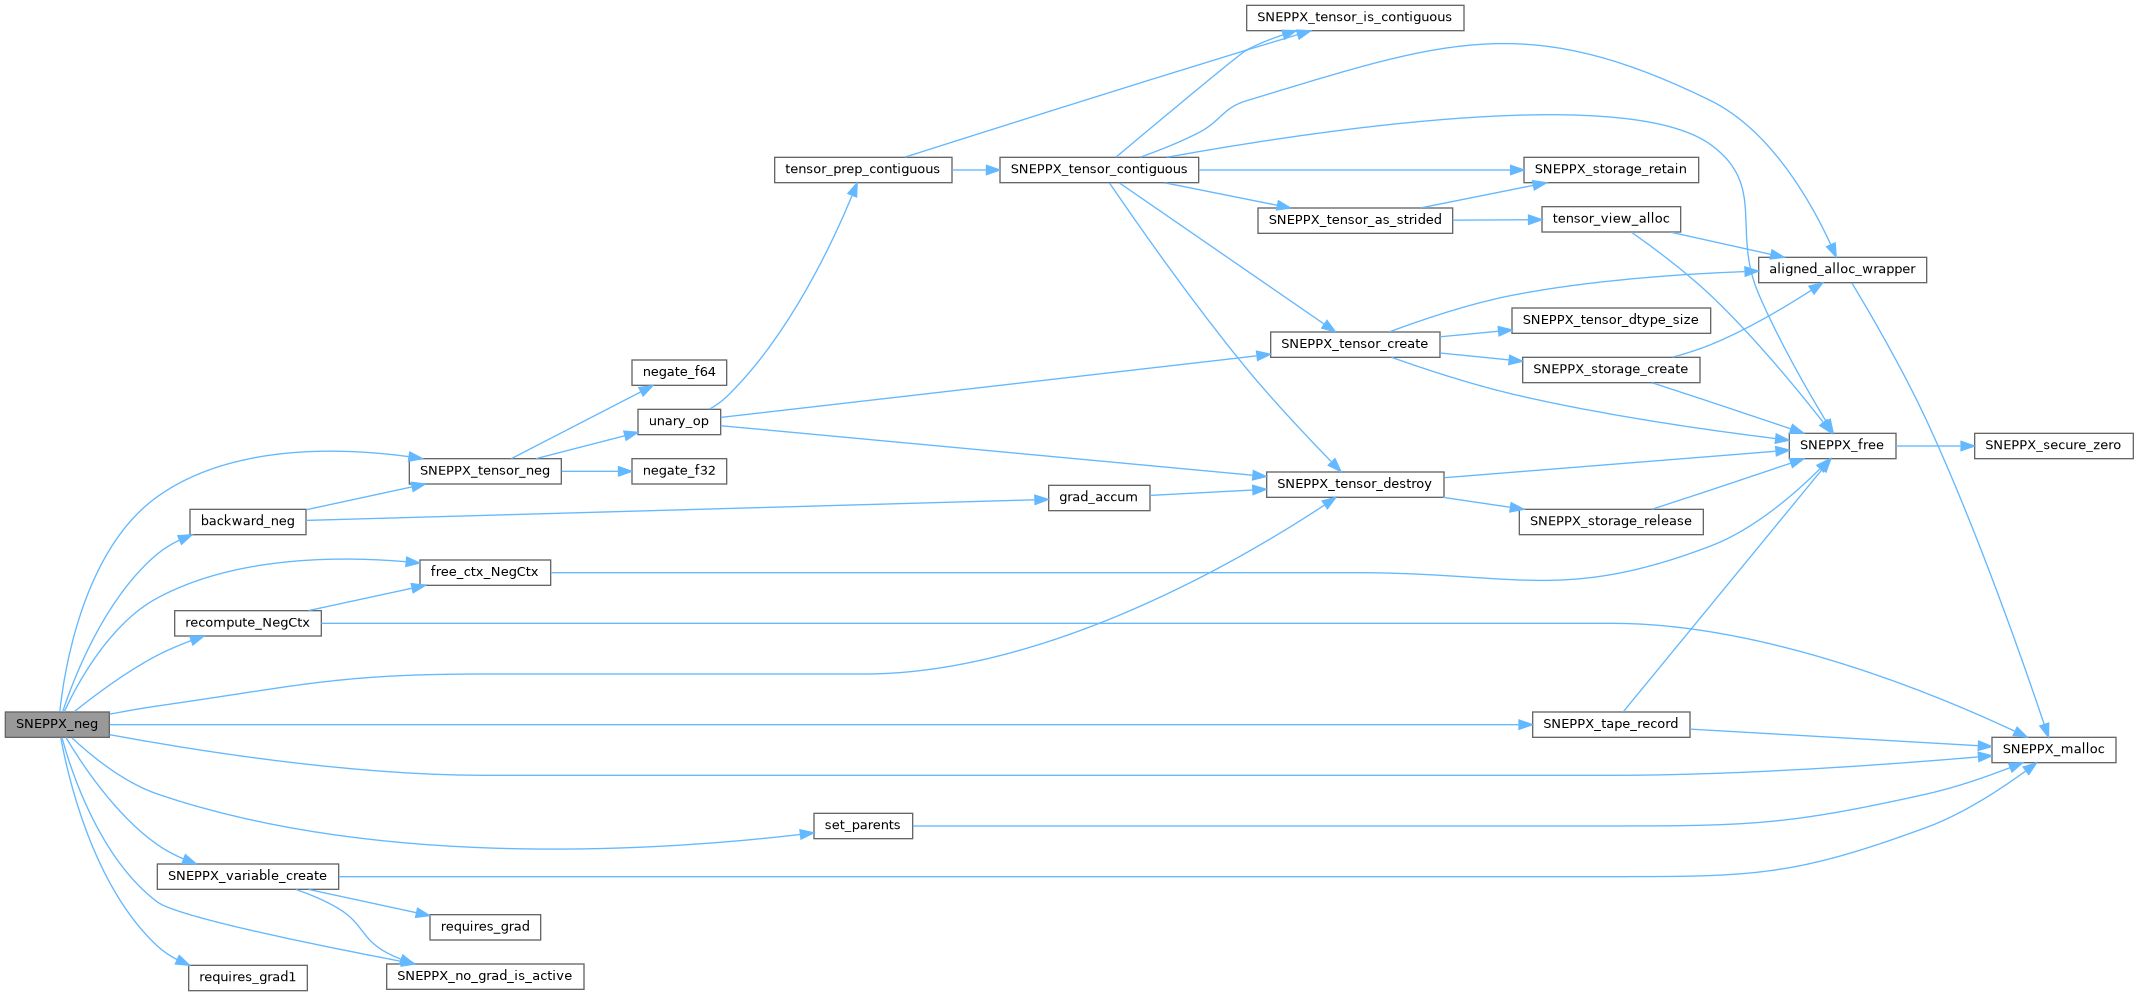 SNEPPX_tensor_is_contiguous
tensor_prep_contiguous
SNEPPX_tensor_contiguous
SNEPPX_storage_retain
SNEPPX_tensor_as_strided
tensor_view_alloc
aligned_alloc_wrapper
SNEPPX_tensor_dtype_size
SNEPPX_tensor_create
SNEPPX_storage_create
negate_f64
unary_op
SNEPPX_free
SNEPPX_secure_zero
SNEPPX_tensor_neg
negate_f32
SNEPPX_tensor_destroy
grad_accum
backward_neg
SNEPPX_storage_release
free_ctx_NegCtx
recompute_NegCtx
SNEPPX_neg
SNEPPX_tape_record
SNEPPX_malloc
set_parents
SNEPPX_variable_create
requires_grad
requires_grad1
SNEPPX_no_grad_is_active